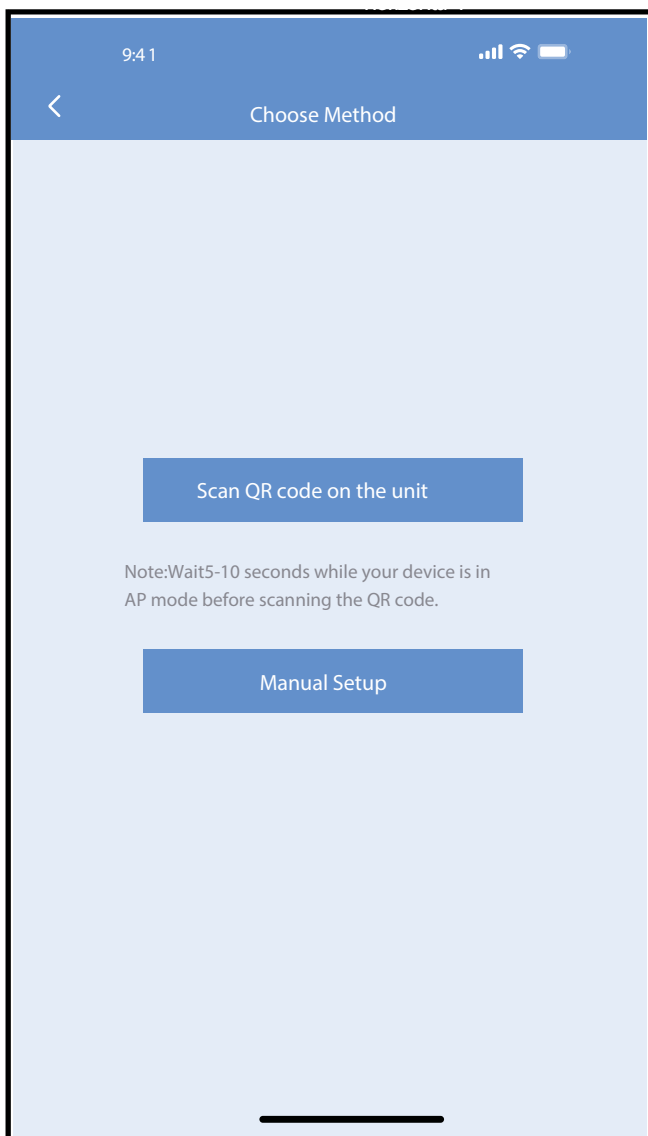 9:41
Choose Method
Scan QR code on the unit
Note:Wait5-10 seconds while your device is in
AP mode before scanning the QR code.
Manual Setup